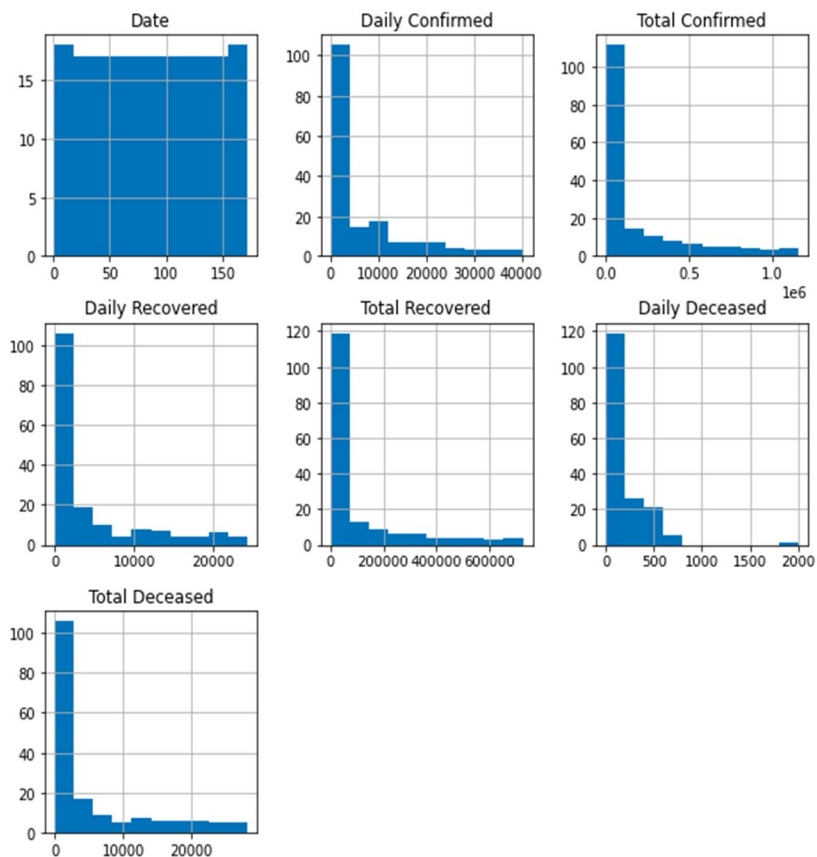 Date
15
10
5
0
0 50 100 150
Daily Confirmed
100
80
60
40
20
0
0 10000 20000 30000 40000
Total Confirmed
100
80
60
40
20
0
0.0 0.5 1.0
1e6
Daily Recovered
100
80
60
40
20
0
0 10000 20000
Total Recovered
120
100
80
60
40
20
0
0 200000 400000 600000
Daily Deceased
120
100
80
60
40
20
0
0 500 1000 1500 2000
Total Deceased
100
80
60
40
20
0
0 10000 20000